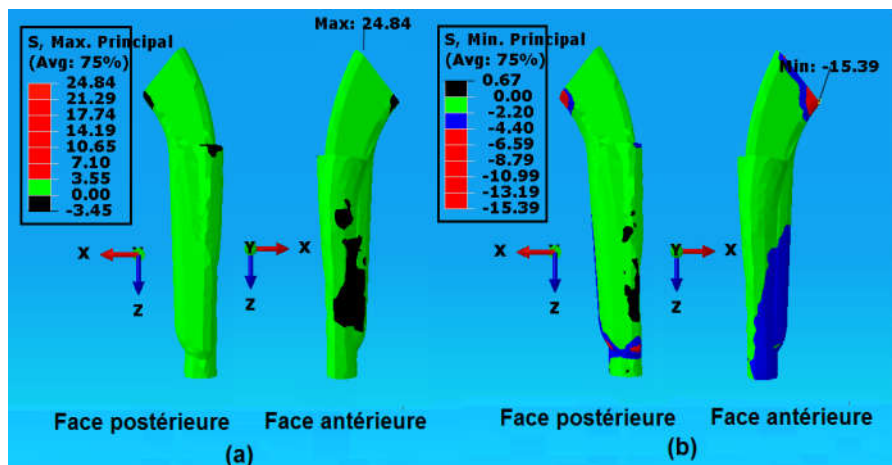 S, Max. Principal
(Avg: 75%)
24.84
21.29
17.74
14.19
10.65
7.10
3.55
0.00
-3.45
Max: 24.84
X
Z
Y
X
Z
Face postérieure
Face antérieure
(a)
S, Min. Principal
(Avg: 75%)
0.67
0.00
-2.20
-4.40
-6.59
-8.79
-10.99
-13.19
-15.39
Min: -15.39
X
Z
Y
X
Z
Face postérieure
Face antérieure
(b)